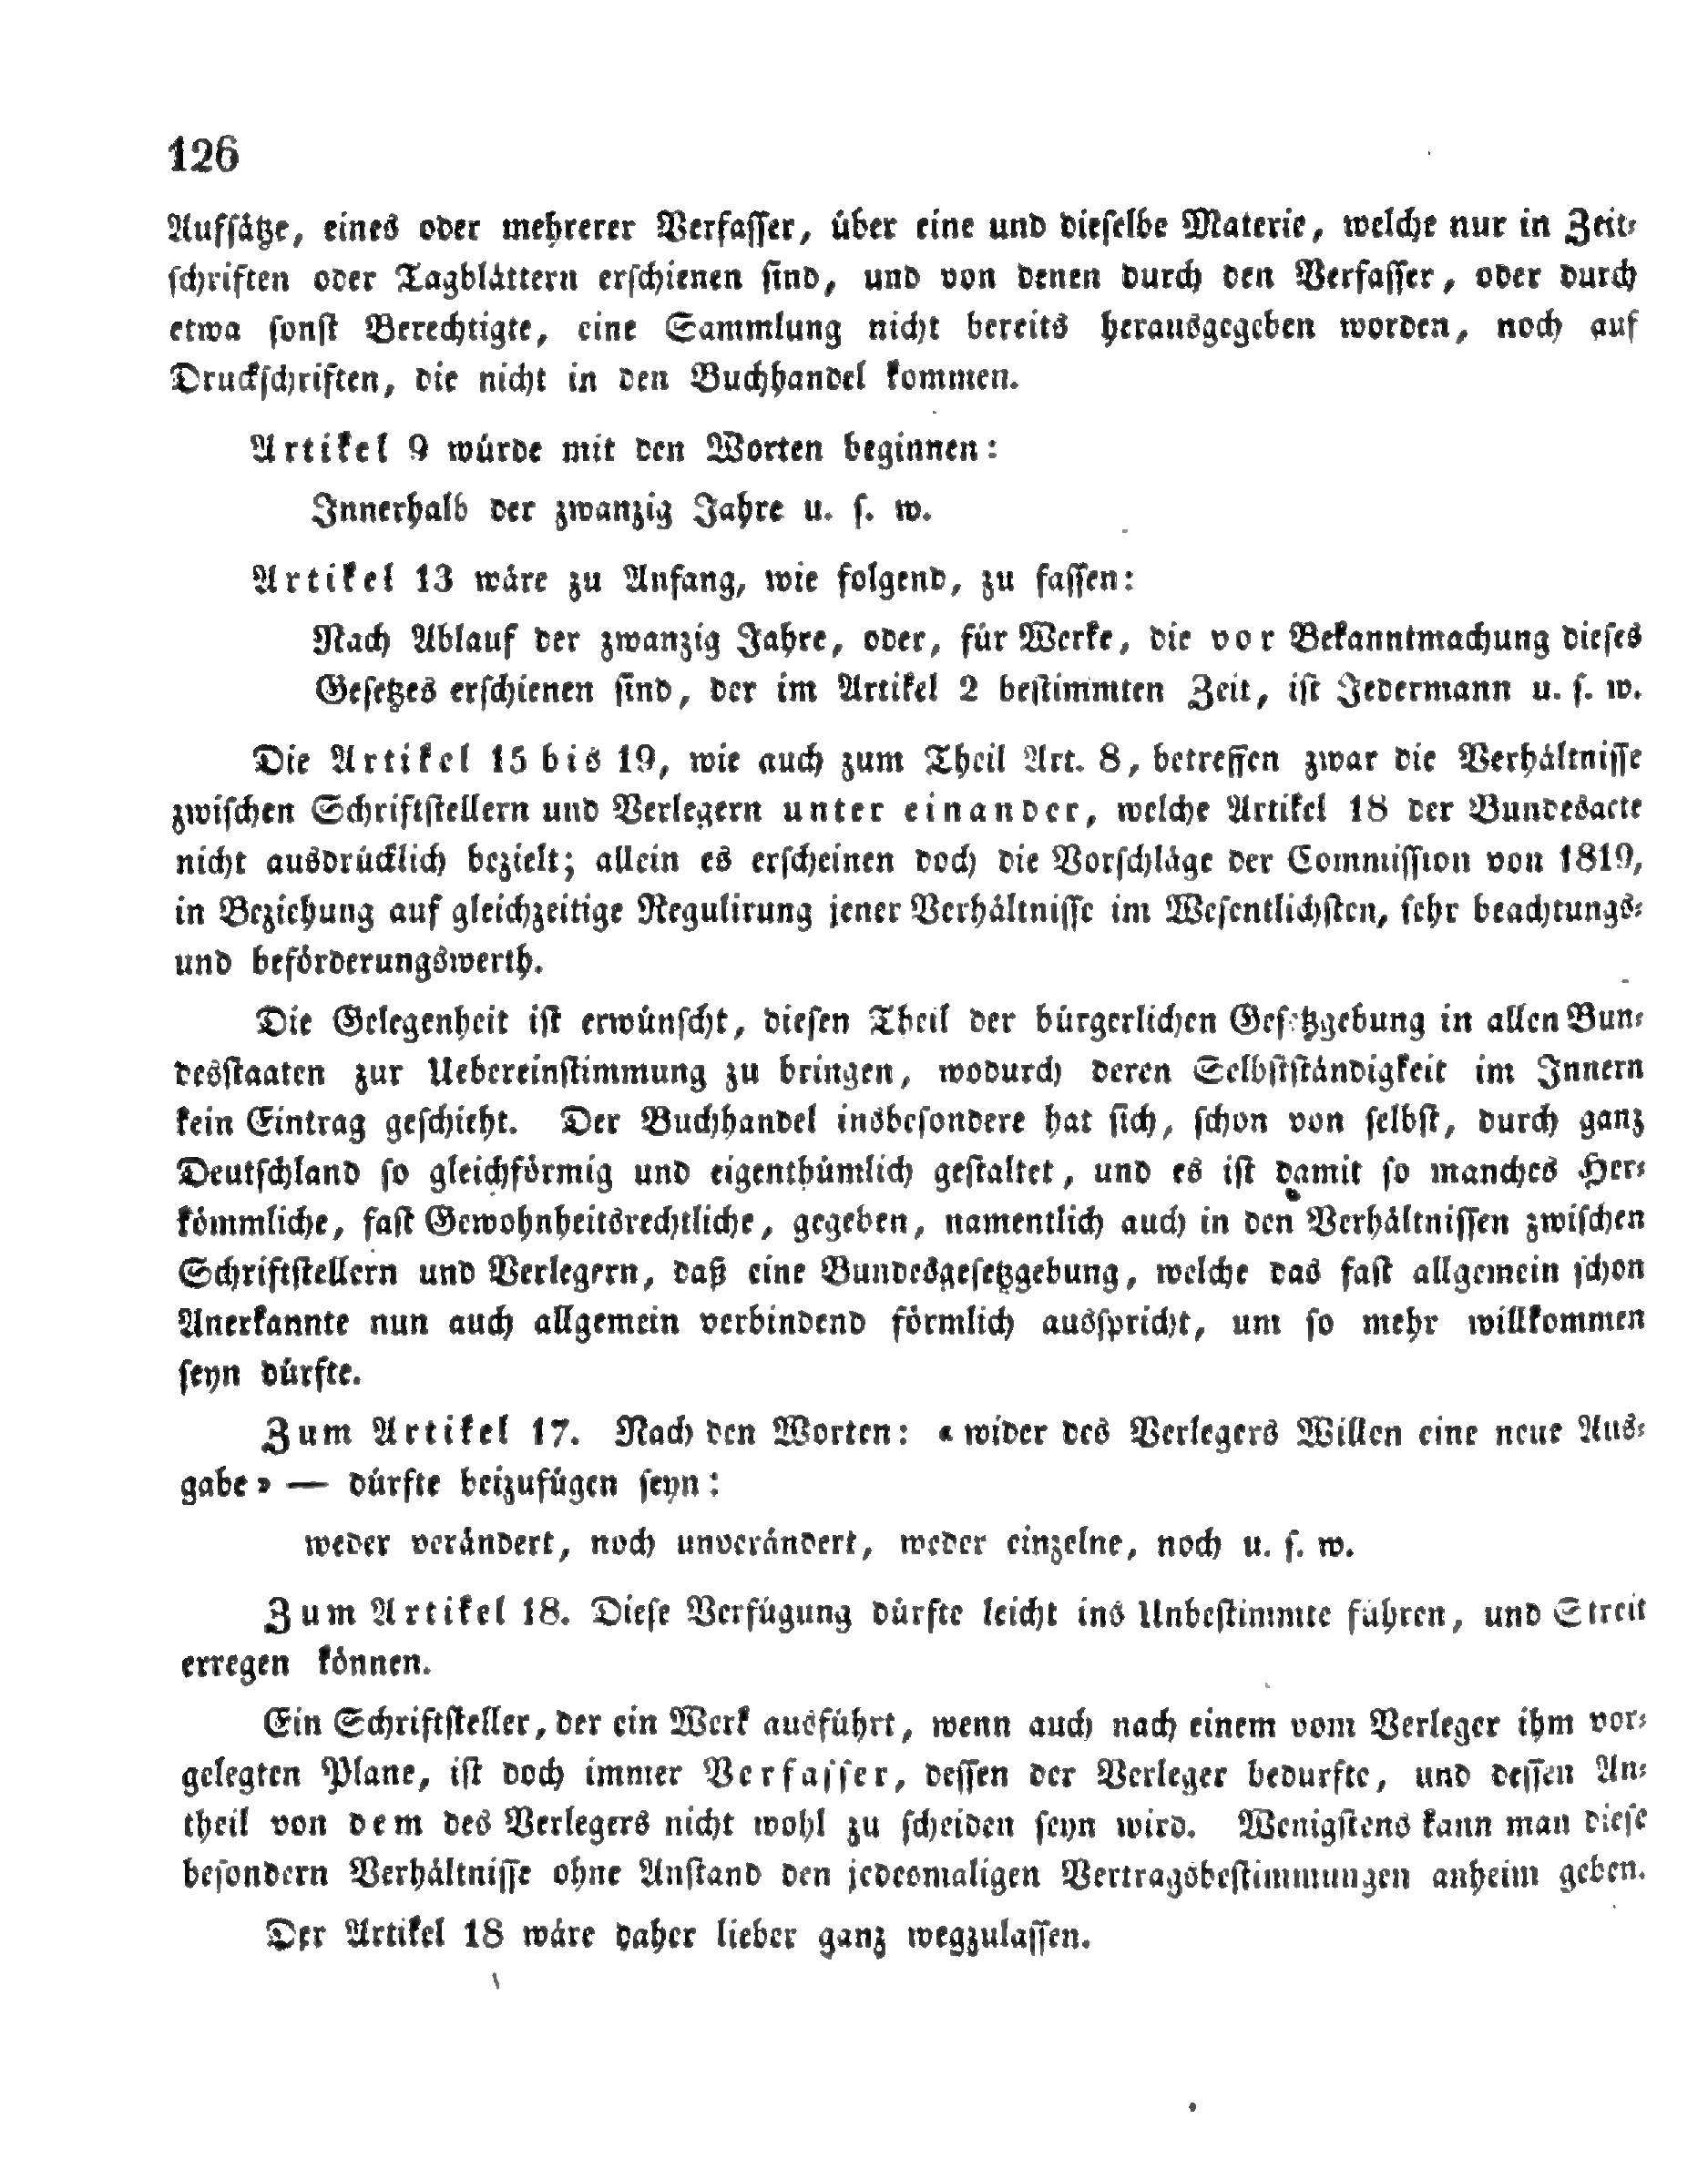 126
Aufsätze, eines oder mehrerer Verfasser, über eine und dieselbe Materie, welche nur in Zeit-
schriften oder Tagblättern erschienen sind, und von denen durch den Verfasser, oder durch
etwa sonst Berechtigte, eine Sammlung nicht bereits herausgegeben worden, noch auf
Druckschriften, die nicht in den Buchhandel kommen.
Artikel 9 würde mit den Worten beginnen:
Innerhalb der zwanzig Jahre u. s. w.
Artikel 13 wäre zu Anfang, wie folgend, zu fassen:
Nach Ablauf der zwanzig Jahre, oder, für Werke, die vor Bekanntmachung dieses
Gesetzes erschienen sind, der im Artikel 2 bestimmten Zeit, ist Jedermann u. s. w.
Die Artikel 15 bis 19, wie auch zum Theil Art. 8, betreffen zwar die Verhältnisse
zwischen Schriftstellern und Verlegern unter einander, welche Artikel 18 der Bundesacte
nicht ausdrücklich bezielt; allein es erscheinen doch die Vorschläge der Commission von 1819,
in Beziehung auf gleichzeitige Regulirung jener Verhältnisse im Wesentlichsten, sehr beachtungs-
und beförderungswerth.
Die Gelegenheit ist erwünscht, diesen Theil der bürgerlichen Gesetzgebung in allen Bun-
desstaaten zur Uebereinstimmung zu bringen, wodurch deren Selbstständigkeit im Innern
kein Eintrag geschieht. Der Buchhandel insbesondere hat sich, schon von selbst, durch ganz
Deutschland so gleichförmig und eigenthümlich gestaltet, und es ist damit so manches Her-
kömmliche, fast Gewohnheitsrechtliche, gegeben, namentlich auch in den Verhältnissen zwischen
Schriftstellern und Verlegern, daß eine Bundesgesetzgebung, welche das fast allgemein schon
Anerkannte nun auch allgemein verbindend förmlich ausspricht, um so mehr willkommen
seyn dürfte.
Zum Artikel 17. Nach den Worten: «wider des Verlegers Willen eine neue Aus-
gabe» — dürfte beizufügen seyn:
weder verändert, noch unverändert, weder einzelne, noch u. s. w.
Zum Artikel 18. Diese Verfügung dürfte leicht ins Unbestimmte führen, und Streit
erregen können.
Ein Schriftsteller, der ein Werk ausführt, wenn auch nach einem vom Verleger ihm vor-
gelegten Plane, ist doch immer Verfasser, dessen der Verleger bedurfte, und dessen An-
theil von dem des Verlegers nicht wohl zu scheiden seyn wird. Wenigstens kann man diese
besondern Verhältnisse ohne Anstand den jedesmaligen Vertragsbestimmungen anheim geben.
Der Artikel 18 wäre daher lieber ganz wegzulassen.